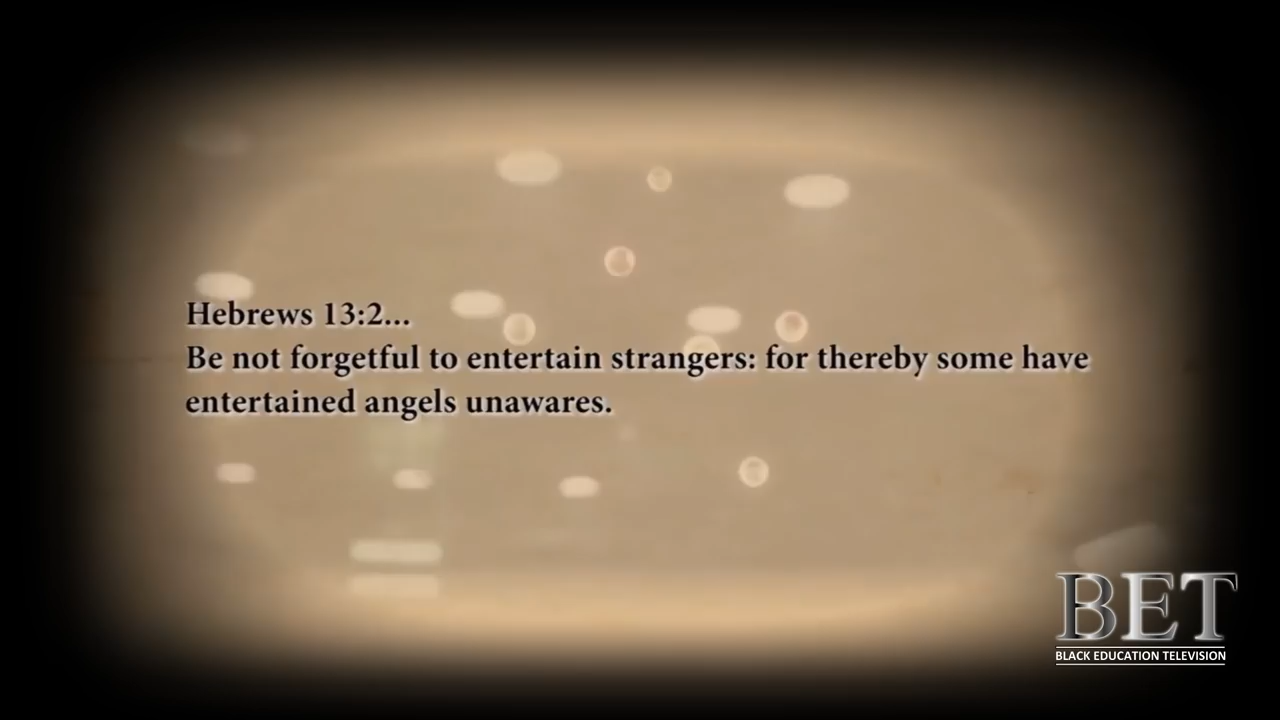 Hebrews 13:2...
Be not forgetful to entertain strangers: for thereby some have
entertained angels unawares.
BET
BLACK EDUCATION TELEVISION